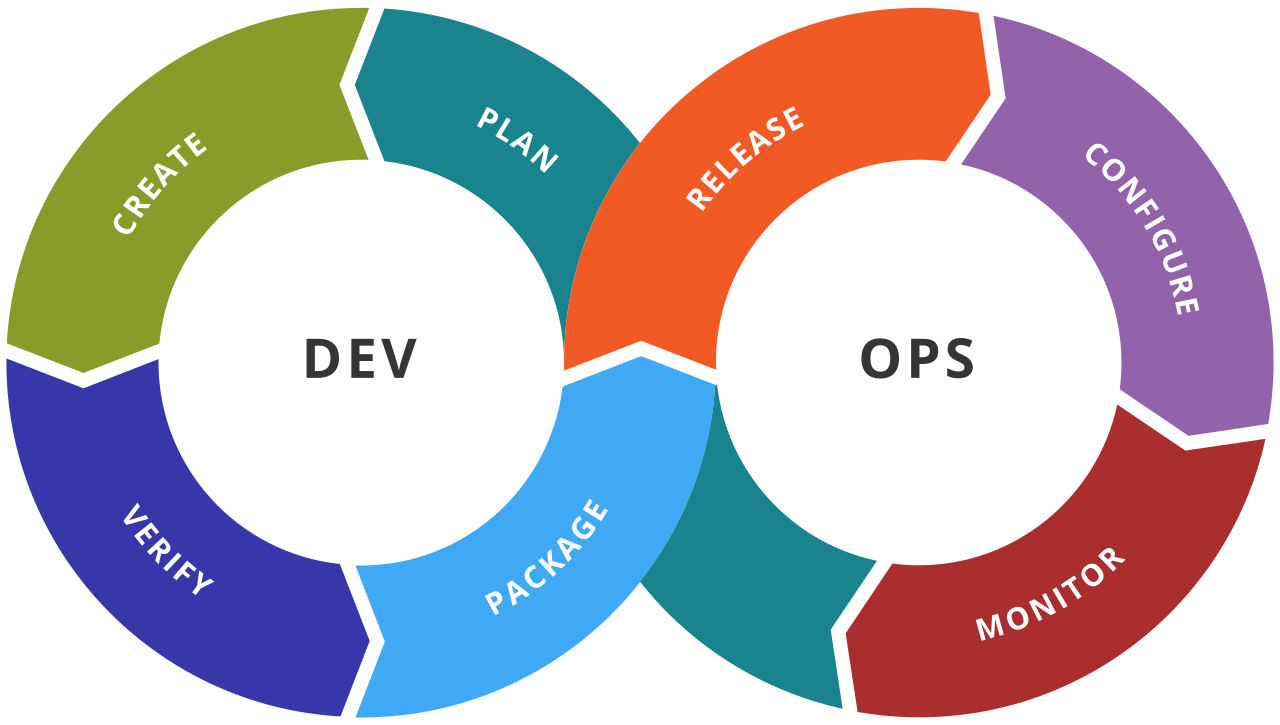 PLAN
CREATE
VERIFY
PACKAGE
RELEASE
CONFIGURE
MONITOR
DEV
OPS